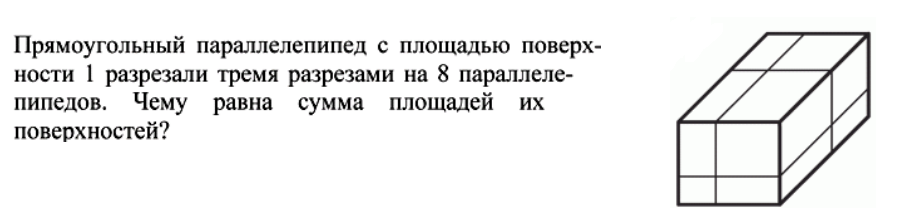 Прямоугольный параллелепипед с площадью поверх-
ности 1 разрезали тремя разрезами на 8 параллеле-
пипедов. Чему равна сумма площадей их
поверхностей?